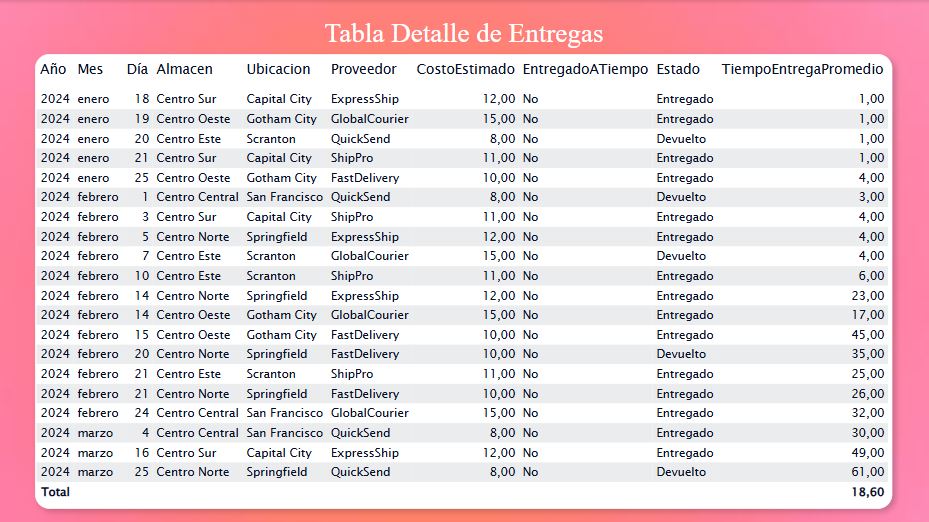 Tabla Detalle de Entregas
Año Mes Día Almacen Ubicacion Proveedor CostoEstimado EntregadoATiempo Estado TiempoEntregaPromedio
2024 enero 18 Centro Sur Capital City ExpressShip 12,00 No Entregado 1,00
2024 enero 19 Centro Oeste Gotham City GlobalCourier 15,00 No Entregado 1,00
2024 enero 20 Centro Este Scranton QuickSend 8,00 No Devuelto 1,00
2024 enero 21 Centro Sur Capital City ShipPro 11,00 No Entregado 1,00
2024 enero 25 Centro Oeste Gotham City FastDelivery 10,00 No Entregado 4,00
2024 febrero 1 Centro Central San Francisco QuickSend 8,00 No Devuelto 3,00
2024 febrero 3 Centro Sur Capital City ShipPro 11,00 No Entregado 4,00
2024 febrero 5 Centro Norte Springfield ExpressShip 12,00 No Entregado 4,00
2024 febrero 7 Centro Este Scranton GlobalCourier 15,00 No Devuelto 4,00
2024 febrero 10 Centro Este Scranton ShipPro 11,00 No Entregado 6,00
2024 febrero 14 Centro Norte Springfield ExpressShip 12,00 No Entregado 23,00
2024 febrero 14 Centro Oeste Gotham City GlobalCourier 15,00 No Entregado 17,00
2024 febrero 15 Centro Oeste Gotham City FastDelivery 10,00 No Entregado 45,00
2024 febrero 20 Centro Norte Springfield FastDelivery 10,00 No Devuelto 35,00
2024 febrero 21 Centro Este Scranton ShipPro 11,00 No Entregado 25,00
2024 febrero 21 Centro Norte Springfield FastDelivery 10,00 No Entregado 26,00
2024 febrero 24 Centro Central San Francisco GlobalCourier 15,00 No Entregado 32,00
2024 marzo 4 Centro Central San Francisco QuickSend 8,00 No Entregado 30,00
2024 marzo 16 Centro Sur Capital City ExpressShip 12,00 No Entregado 49,00
2024 marzo 25 Centro Norte Springfield QuickSend 8,00 No Devuelto 61,00
Total 18,60